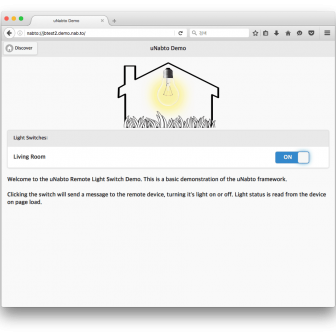 uNabto Demo
nabto://jbtest2.demo.nab.to/
Discover
uNabto Demo
Light Switches:
Living Room
ON
Welcome to the uNabto Remote Light Switch Demo. This is a basic demonstration of the uNabto framework.
Clicking the switch will send a message to the remote device, turning it's light on or off. Light status is read from the device
on page load.